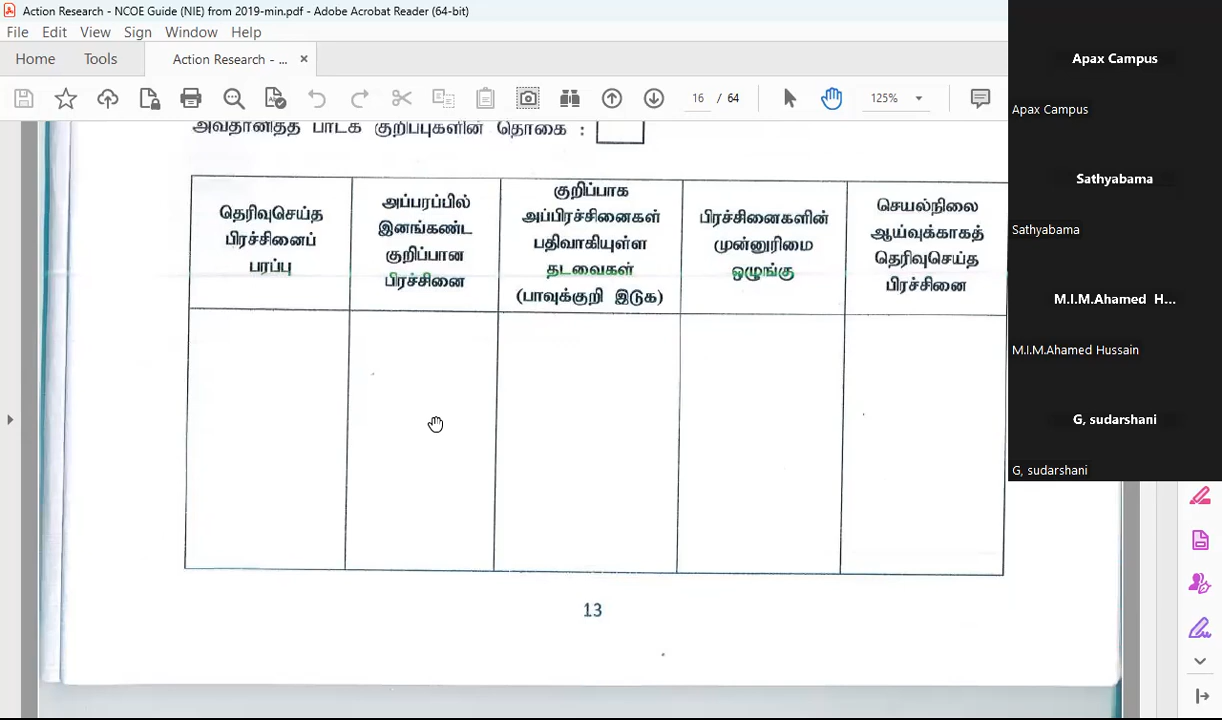 Action Research - NCOE Guide (NIE) from 2019-min.pdf - Adobe Acrobat Reader (64-bit)
File Edit View Sign Window Help
Home Tools Action Research - ... ×
16 / 64 125%
அவதானித்த பாடக் குறிப்புகளின் தொகை :
தெரிவுசெய்த
பிரச்சினைப்
பரப்பு
அப்பரப்பில்
இனங்கண்ட
குறிப்பான
பிரச்சினை
குறிப்பாக
அப்பிரச்சினைகள்
பதிவாகியுள்ள
தடவைகள்
(பாவுக்குறி இடுக)
பிரச்சினைகளின்
முன்னுரிமை
ஒழுங்கு
செயல்நிலை
ஆய்வுக்காகத்
தெரிவுசெய்த
பிரச்சினை
13
Apax Campus
Apax Campus
Sathyabama
Sathyabama
M.I.M.Ahamed H...
M.I.M.Ahamed Hussain
G, sudarshani
G, sudarshani